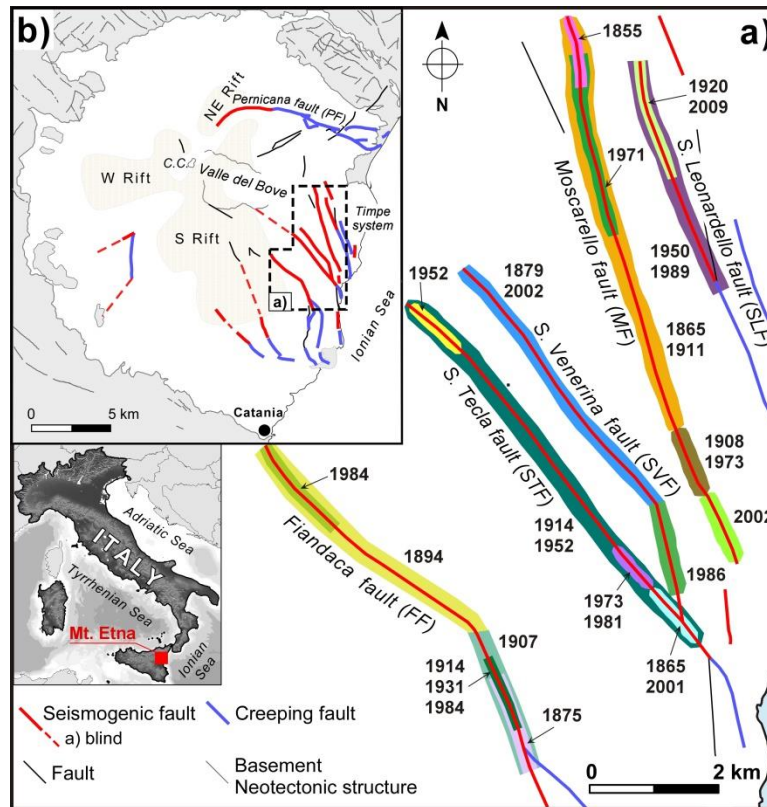 b)
NE Rift
Pernicana fault (PF)
C.C.
Valle del Bove
W Rift
S Rift
Timpe
system
a)
Ionian Sea
0 5 km
Catania
N
a)
1855
1920
2009
1971
Moscarello fault (MF)
S. Leonardello fault (SLF)
1950
1989
1952
1879
2002
S. Venerina fault (SVF)
S. Tecla fault (STF)
1865
1911
1908
1973
2002
1984
1914
1952
1894
Fiandaca fault (FF)
1973
1981
1986
1865
2001
1907
1914
1931
1984
1875
0 2 km
ITALY
Adriatic Sea
Tyrrhenian Sea
Mt. Etna
Ionian Sea
Seismogenic fault
a) blind
Creeping fault
Fault
Basement
Neotectonic structure